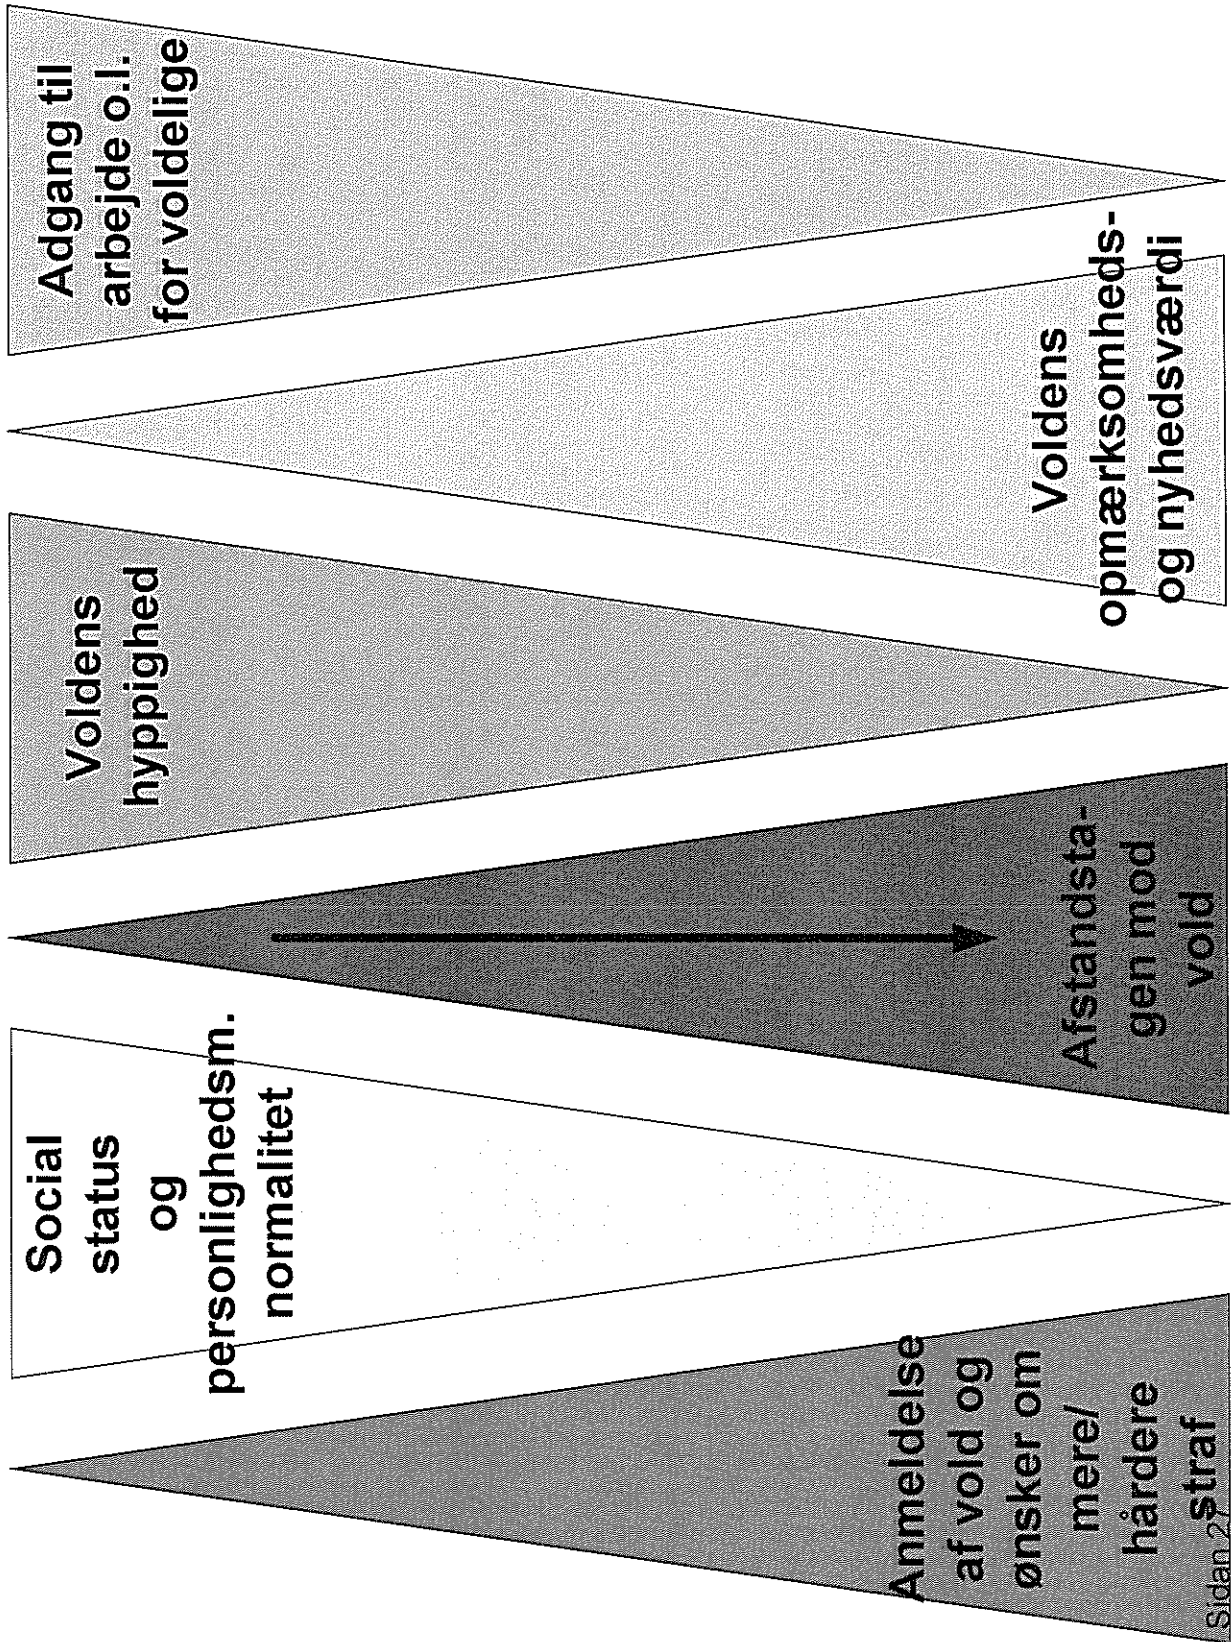 Anmeldelse
af vold og
ønsker om
mere/
hårdere
straf
Social
status
og
personlighedsm.
normalitet
Afstandsta-
gen mod
vold
Voldens
hyppighed
Voldens
opmærksomheds-
og nyhedsværdi
Adgang til
arbejde o.l.
for voldelige
Sidan